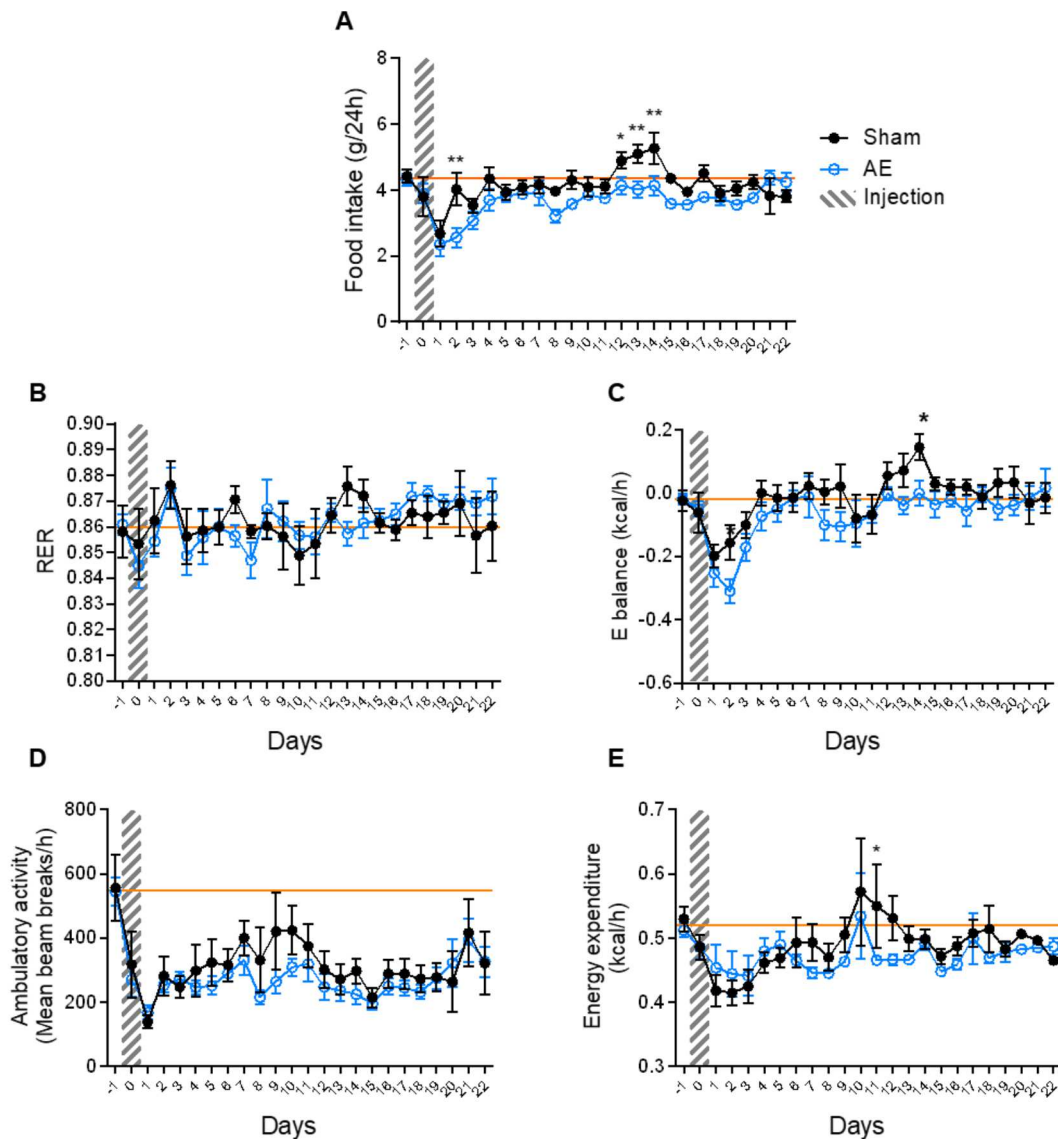 A
Food intake (g/24h)
8
6
4
2
0
** * ** **
-1 0 1 2 3 4 5 6 7 8 9 10 11 12 13 14 15 16 17 18 19 20 21 22
Sham
AE
Injection
B
RER
0.90
0.89
0.88
0.87
0.86
0.85
0.84
0.83
0.82
0.81
0.80
-1 0 1 2 3 4 5 6 7 8 9 10 11 12 13 14 15 16 17 18 19 20 21 22
Days
C
E balance (kcal/h)
0.2
0.0
-0.2
-0.4
-0.6
* *
-1 0 1 2 3 4 5 6 7 8 9 10 11 12 13 14 15 16 17 18 19 20 21 22
Days
D
Ambulatory activity
(Mean beam breaks/h)
800
600
400
200
0
-1 0 1 2 3 4 5 6 7 8 9 10 11 12 13 14 15 16 17 18 19 20 21 22
Days
E
Energy expenditure
(kcal/h)
0.7
0.6
0.5
0.4
0.3
*
-1 0 1 2 3 4 5 6 7 8 9 10 11 12 13 14 15 16 17 18 19 20 21 22
Days